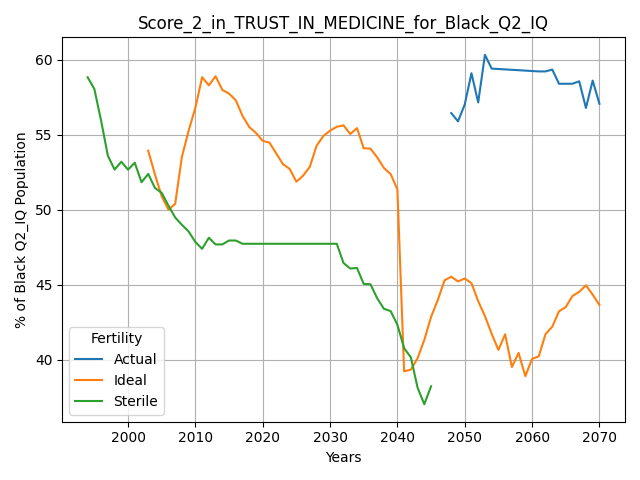 Score_2_in_TRUST_IN_MEDICINE_for_Black_Q2_IQ
% of Black Q2_IQ Population
60
55
50
45
40
Fertility
Actual
Ideal
Sterile
2000 2010 2020 2030 2040 2050 2060 2070
Years